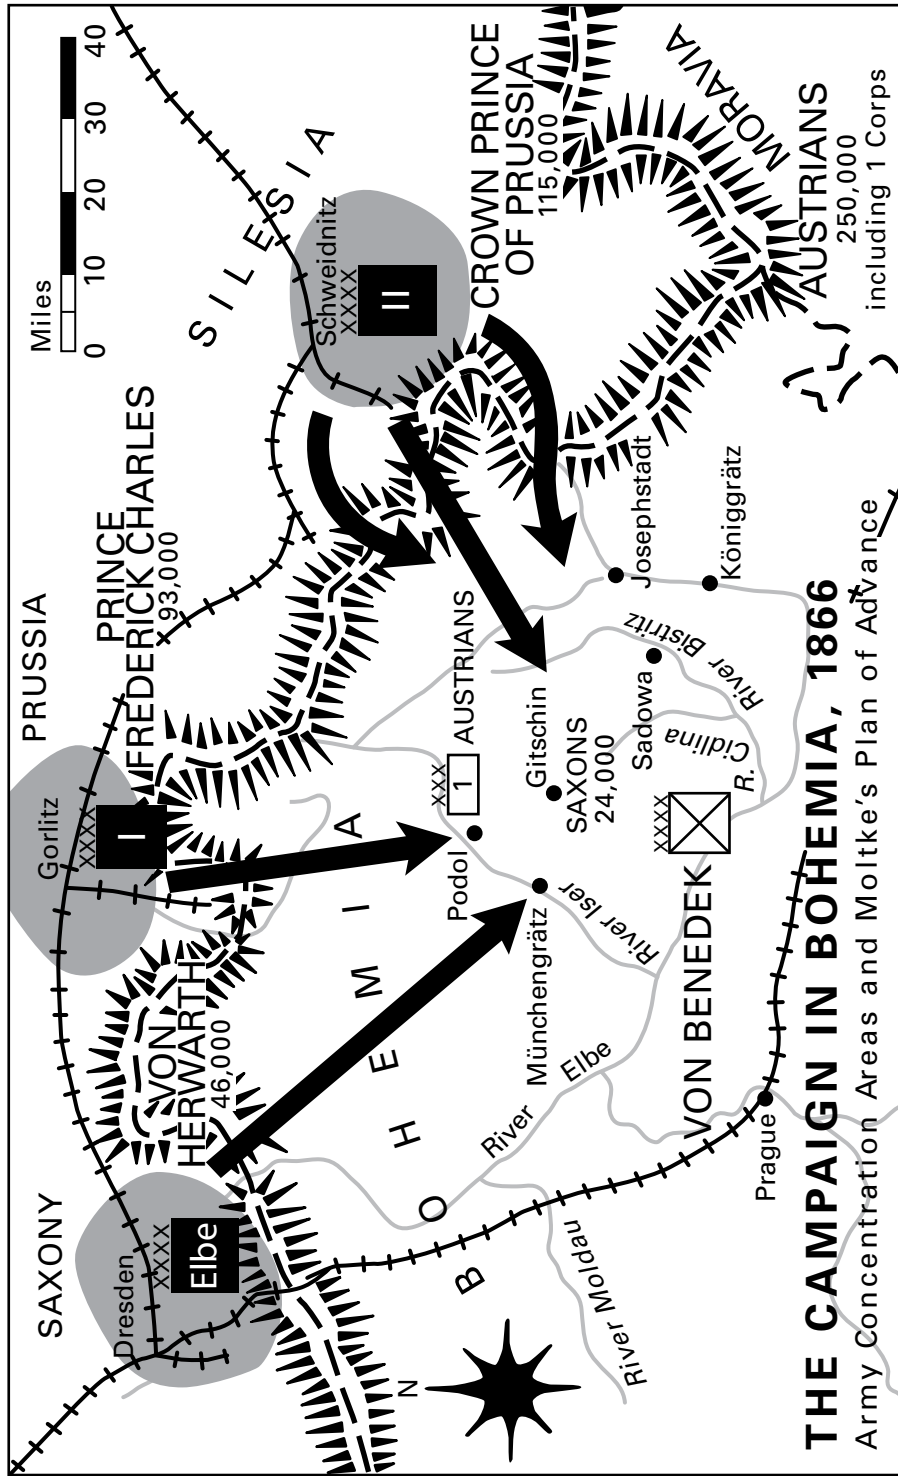 SAXONY
PRUSSIA
Miles
0 10 20 30 40
Dresden
XXXX
Elbe
VON
HERWARTH
46,000
Gorlitz
XXXX
I
PRINCE
FREDERICK CHARLES
93,000
SILESIA
Schweidnitz
XXXX
II
CROWN PRINCE
OF PRUSSIA
115,000
MORAVIA
AUSTRIANS
250,000
including 1 Corps
N
BOHEMIA
River Elbe
River Moldau
Prague
Münchengrätz
River Iser
Podol
XXX
1
AUSTRIANS
Gitschin
SAXONS
24,000
Sadowa
River Bistritz
R. Cidlina
Josephstadt
Königgrätz
XXXX
VON BENEDEK
THE CAMPAIGN IN BOHEMIA, 1866
Army Concentration Areas and Moltke's Plan of Advance